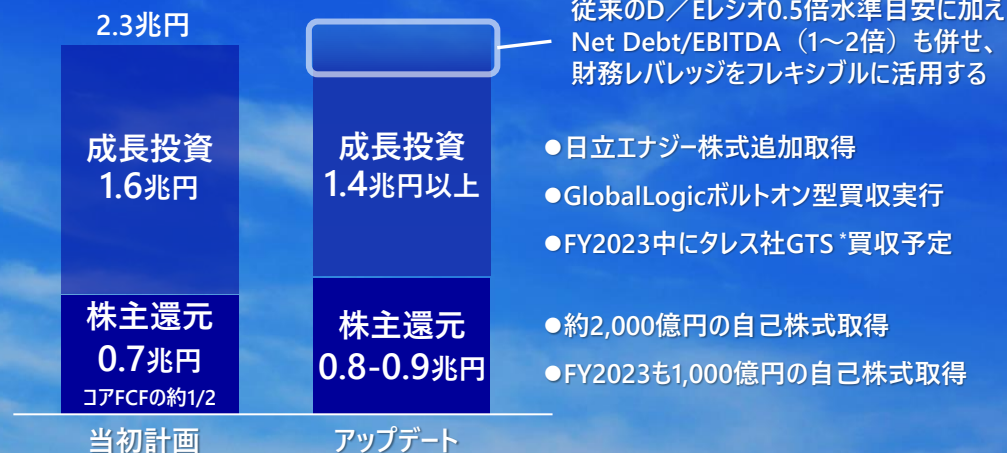 2.3兆円
成長投資
1.6兆円
株主還元
0.7兆円
コアFCFの約1/2
当初計画
成長投資
1.4兆円以上
株主還元
0.8-0.9兆円
アップデート
従来のD／Eレシオ0.5倍水準目安に加え
Net Debt/EBITDA（1～2倍）も併せ、
財務レバレッジをフレキシブルに活用する
●日立エナジー株式追加取得
●GlobalLogicボルトオン型買収実行
●FY2023中にタレス社GTS*買収予定
●約2,000億円の自己株式取得
●FY2023も1,000億円の自己株式取得